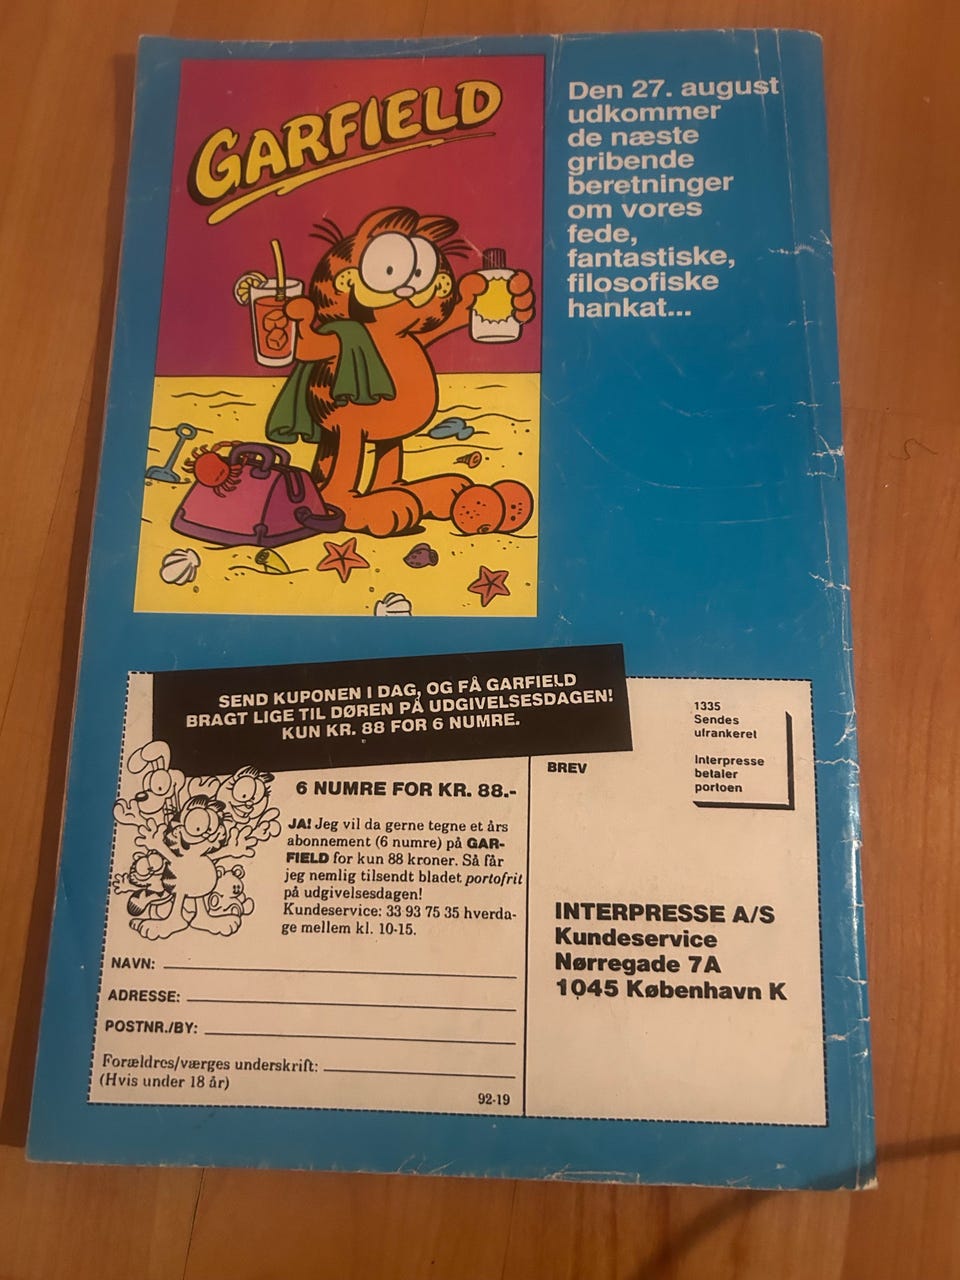 GARFIELD
Den 27. august
udkommer
de næste
gribende
beretninger
om vores
fede,
fantastiske,
filosofiske
hankat...
SEND KUPONEN I DAG, OG FÅ GARFIELD
BRAGT LIGE TIL DØREN PÅ UDGIVELSESDAGEN!
KUN KR. 88 FOR 6 NUMRE.
6 NUMRE FOR KR. 88.-
JA! Jeg vil da gerne tegne et års
abonnement (6 numre) på GAR-
FIELD for kun 88 kroner. Så får
jeg nemlig tilsendt bladet portofrit
på udgivelsesdagen!
Kundeservice: 33 93 75 35 hverda-
ge mellem kl. 10-15.
NAVN:
ADRESSE:
POSTNR./BY:
Forældres/værges underskrift:
(Hvis under 18 år)
92-19
BREV
1335
Sendes
ufrankeret
Interpresse
betaler
portoen
INTERPRESSE A/S
Kundeservice
Nørregade 7A
1045 København K